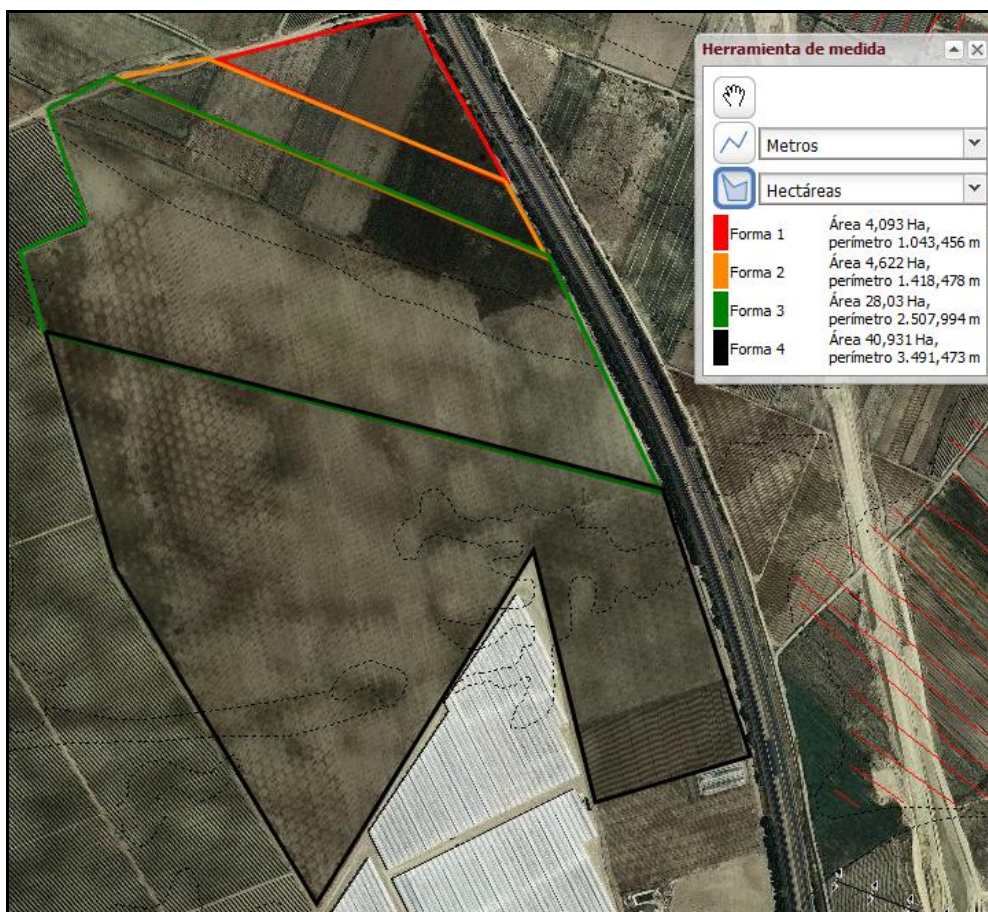 Herramienta de medida
Metros
Hectáreas
Forma 1
Área 4,093 Ha,
perímetro 1.043,456 m
Forma 2
Área 4,622 Ha,
perímetro 1.418,478 m
Forma 3
Área 28,03 Ha,
perímetro 2.507,994 m
Forma 4
Área 40,931 Ha,
perímetro 3.491,473 m